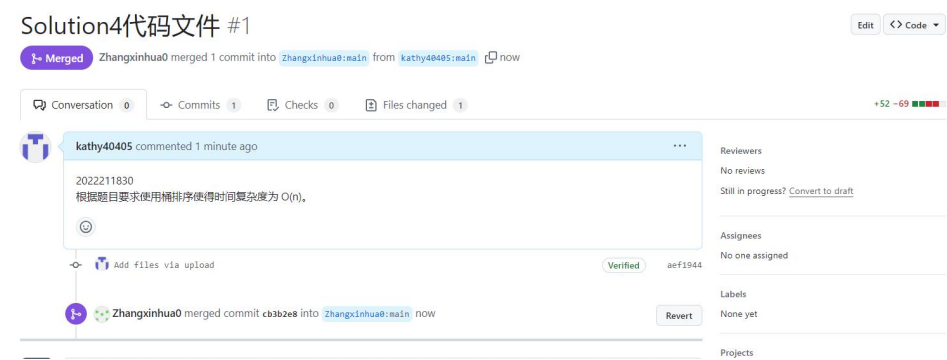 Solution4代码文件 #1
Edit
Code
Merged
Zhangxinhua0 merged 1 commit into Zhangxinhua0:main from kathy40405:main now
Conversation 0
Commits 1
Checks 0
Files changed 1
+52 −69
kathy40405 commented 1 minute ago
2022211830
根据题目要求使用桶排序使得时间复杂度为 O(n)。
Add files via upload
Verified
aef1944
Zhangxinhua0 merged commit cb3b2e8 into Zhangxinhua0:main now
Revert
Reviewers
No reviews
Still in progress? Convert to draft
Assignees
No one assigned
Labels
None yet
Projects